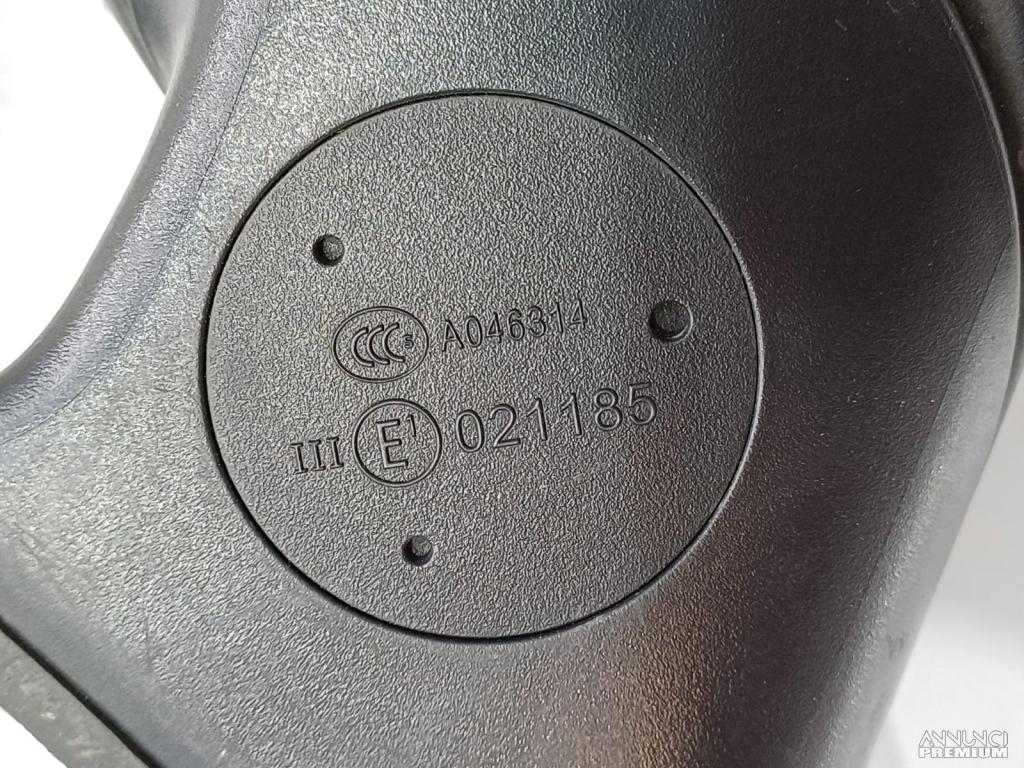 CCC S A046314
III E1 021185
ANNUNCI
PREMIUM